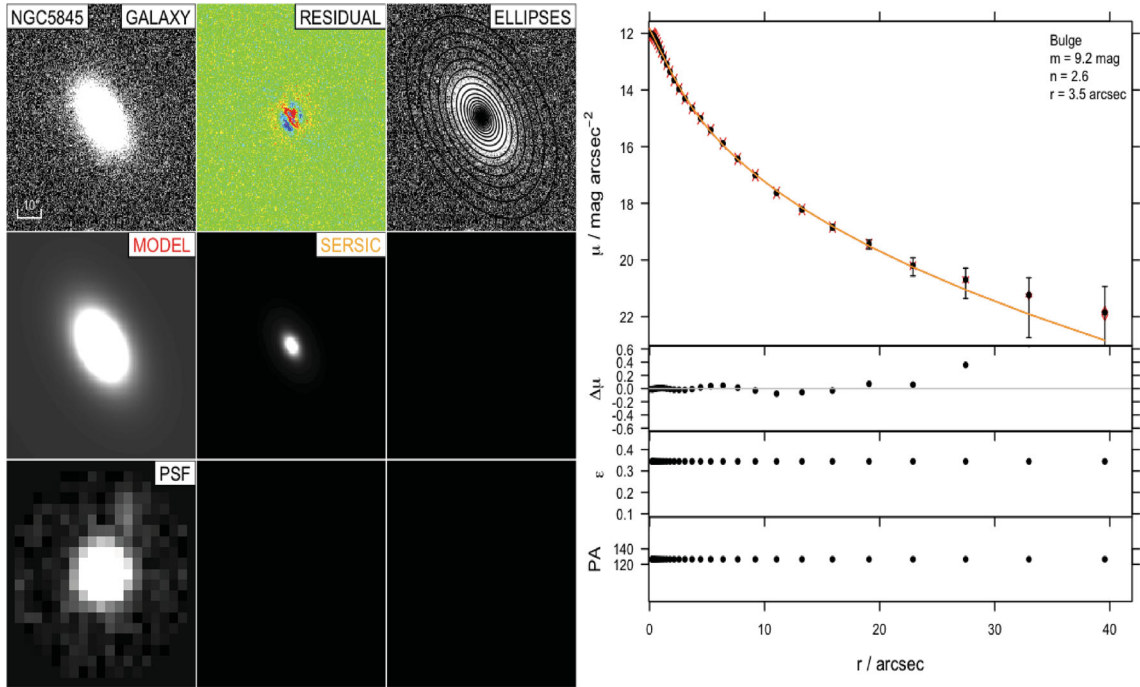 NGC5845 GALAXY
RESIDUAL
ELLIPSES
10"
MODEL
SERSIC
PSF
Bulge
m = 9.2 mag
n = 2.6
r = 3.5 arcsec
μ / mag arcsec⁻²
12
14
16
18
20
22
Δμ
0.6
0.4
0.2
0.0
-0.2
-0.4
-0.6
ε
0.4
0.3
0.2
0.1
PA
140
120
0 10 20 30 40
r / arcsec